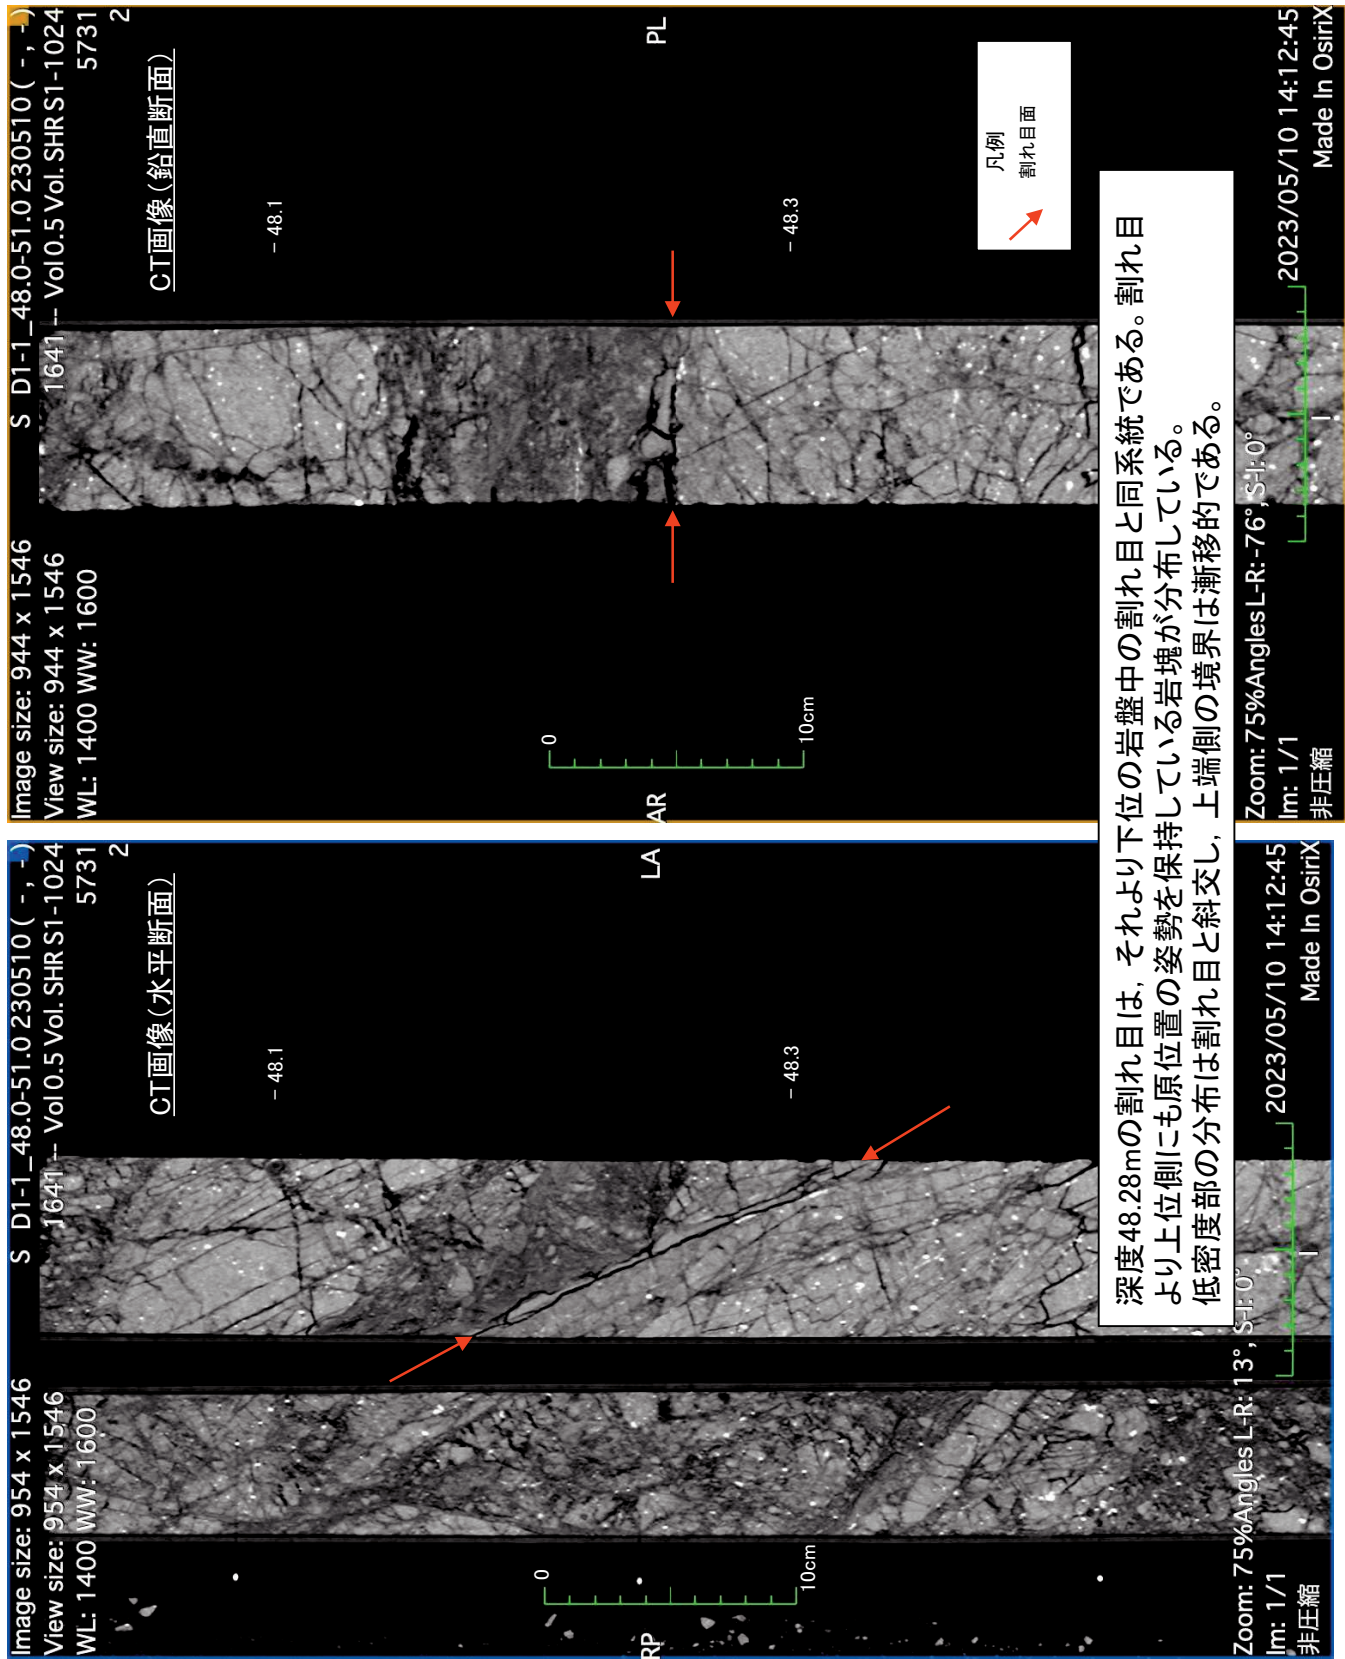 Image size: 954 x 1546
View size: 954 x 1546
WL: 1400 WW: 1600
S D1-1_48.0-51.0 230510 ( - , - )
1641 -- Vol 0.5 Vol. SHR S1-1024
5731
2
CT画像(水平断面)
- 48.1
- 48.3
LA
RP
0
10cm
Zoom: 75%Angles L-R: 13°, S-I: 0°
Im: 1/1
非圧縮
I
2023/05/10 14:12:45
Made In OsiriX
Image size: 944 x 1546
View size: 944 x 1546
WL: 1400 WW: 1600
S D1-1_48.0-51.0 230510 ( - , - )
1641 -- Vol 0.5 Vol. SHR S1-1024
5731
2
CT画像(鉛直断面)
- 48.1
- 48.3
PL
AR
0
10cm
凡例
割れ目面
Zoom: 75%Angles L-R: -76°, S-I: 0°
Im: 1/1
非圧縮
I
2023/05/10 14:12:45
Made In OsiriX
深度48.28mの割れ目は,それより下位の岩盤中の割れ目と同系統である。割れ目
より上位側にも原位置の姿勢を保持している岩塊が分布している。
低密度部の分布は割れ目と斜交し,上端側の境界は漸移的である。